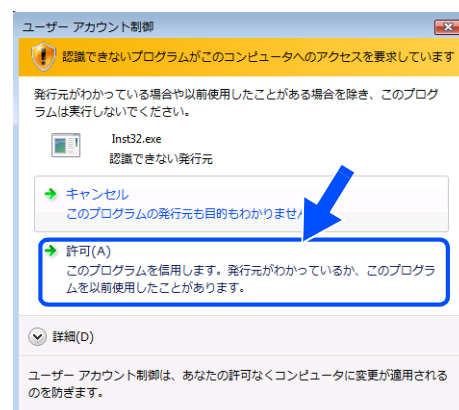 ユーザー アカウント制御
認識できないプログラムがこのコンピュータへのアクセスを要求しています
発行元がわかっている場合や以前使用したことがある場合を除き、このプログ
ラムは実行しないでください。
Inst32.exe
認識できない発行元
キャンセル
このプログラムの発行元も目的もわかりません
許可(A)
このプログラムを信用します。発行元がわかっているか、このプログラ
ムを以前使用したことがあります。
詳細(D)
ユーザー アカウント制御は、あなたの許可なくコンピュータに変更が適用される
のを防ぎます。